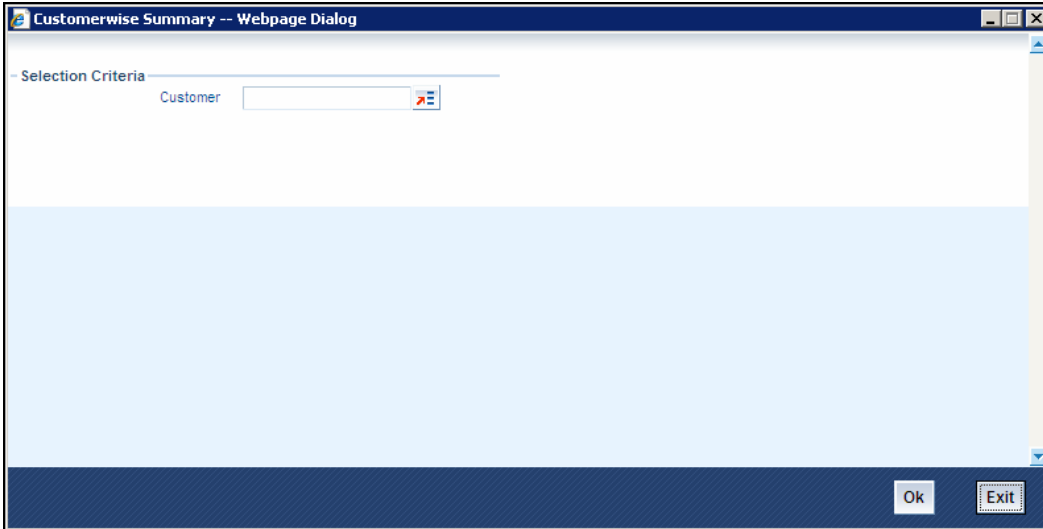 Customerwise Summary -- Webpage Dialog
Selection Criteria
Customer
Ok
Exit